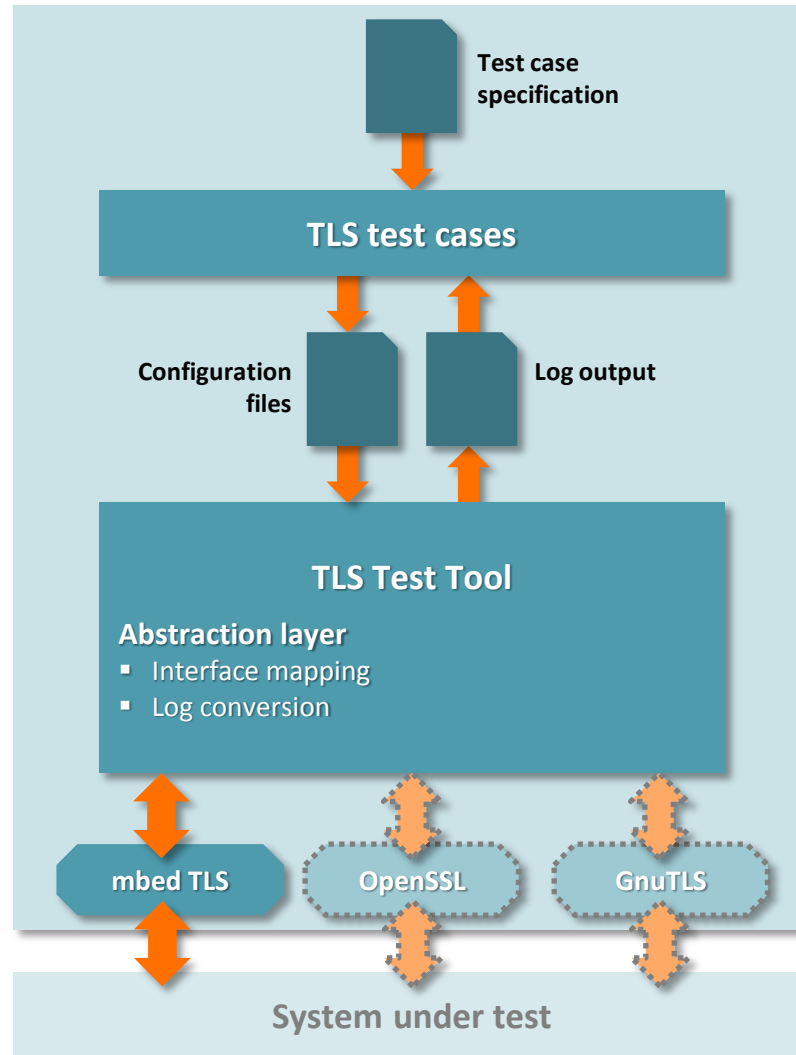 Test case
specification
TLS test cases
Configuration
files
Log output
TLS Test Tool
Abstraction layer
▪ Interface mapping
▪ Log conversion
mbed TLS
OpenSSL
GnuTLS
System under test